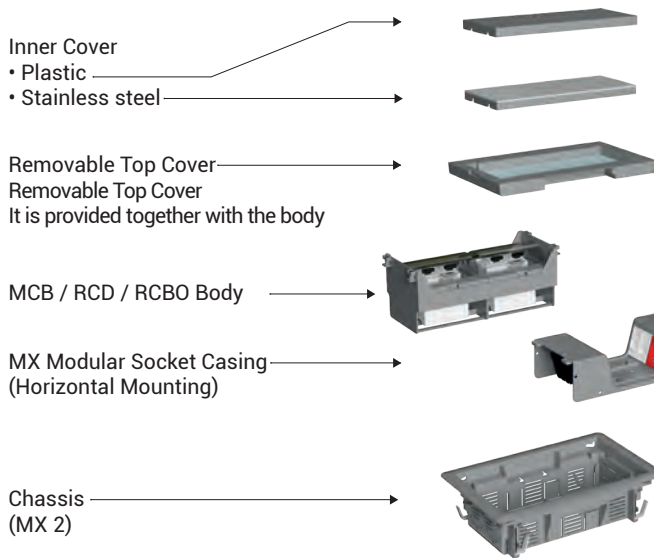 Inner Cover
• Plastic
• Stainless steel
Removable Top Cover
Removable Top Cover
It is provided together with the body
MCB / RCD / RCBO Body
MX Modular Socket Casing
(Horizontal Mounting)
Chassis
(MX 2)